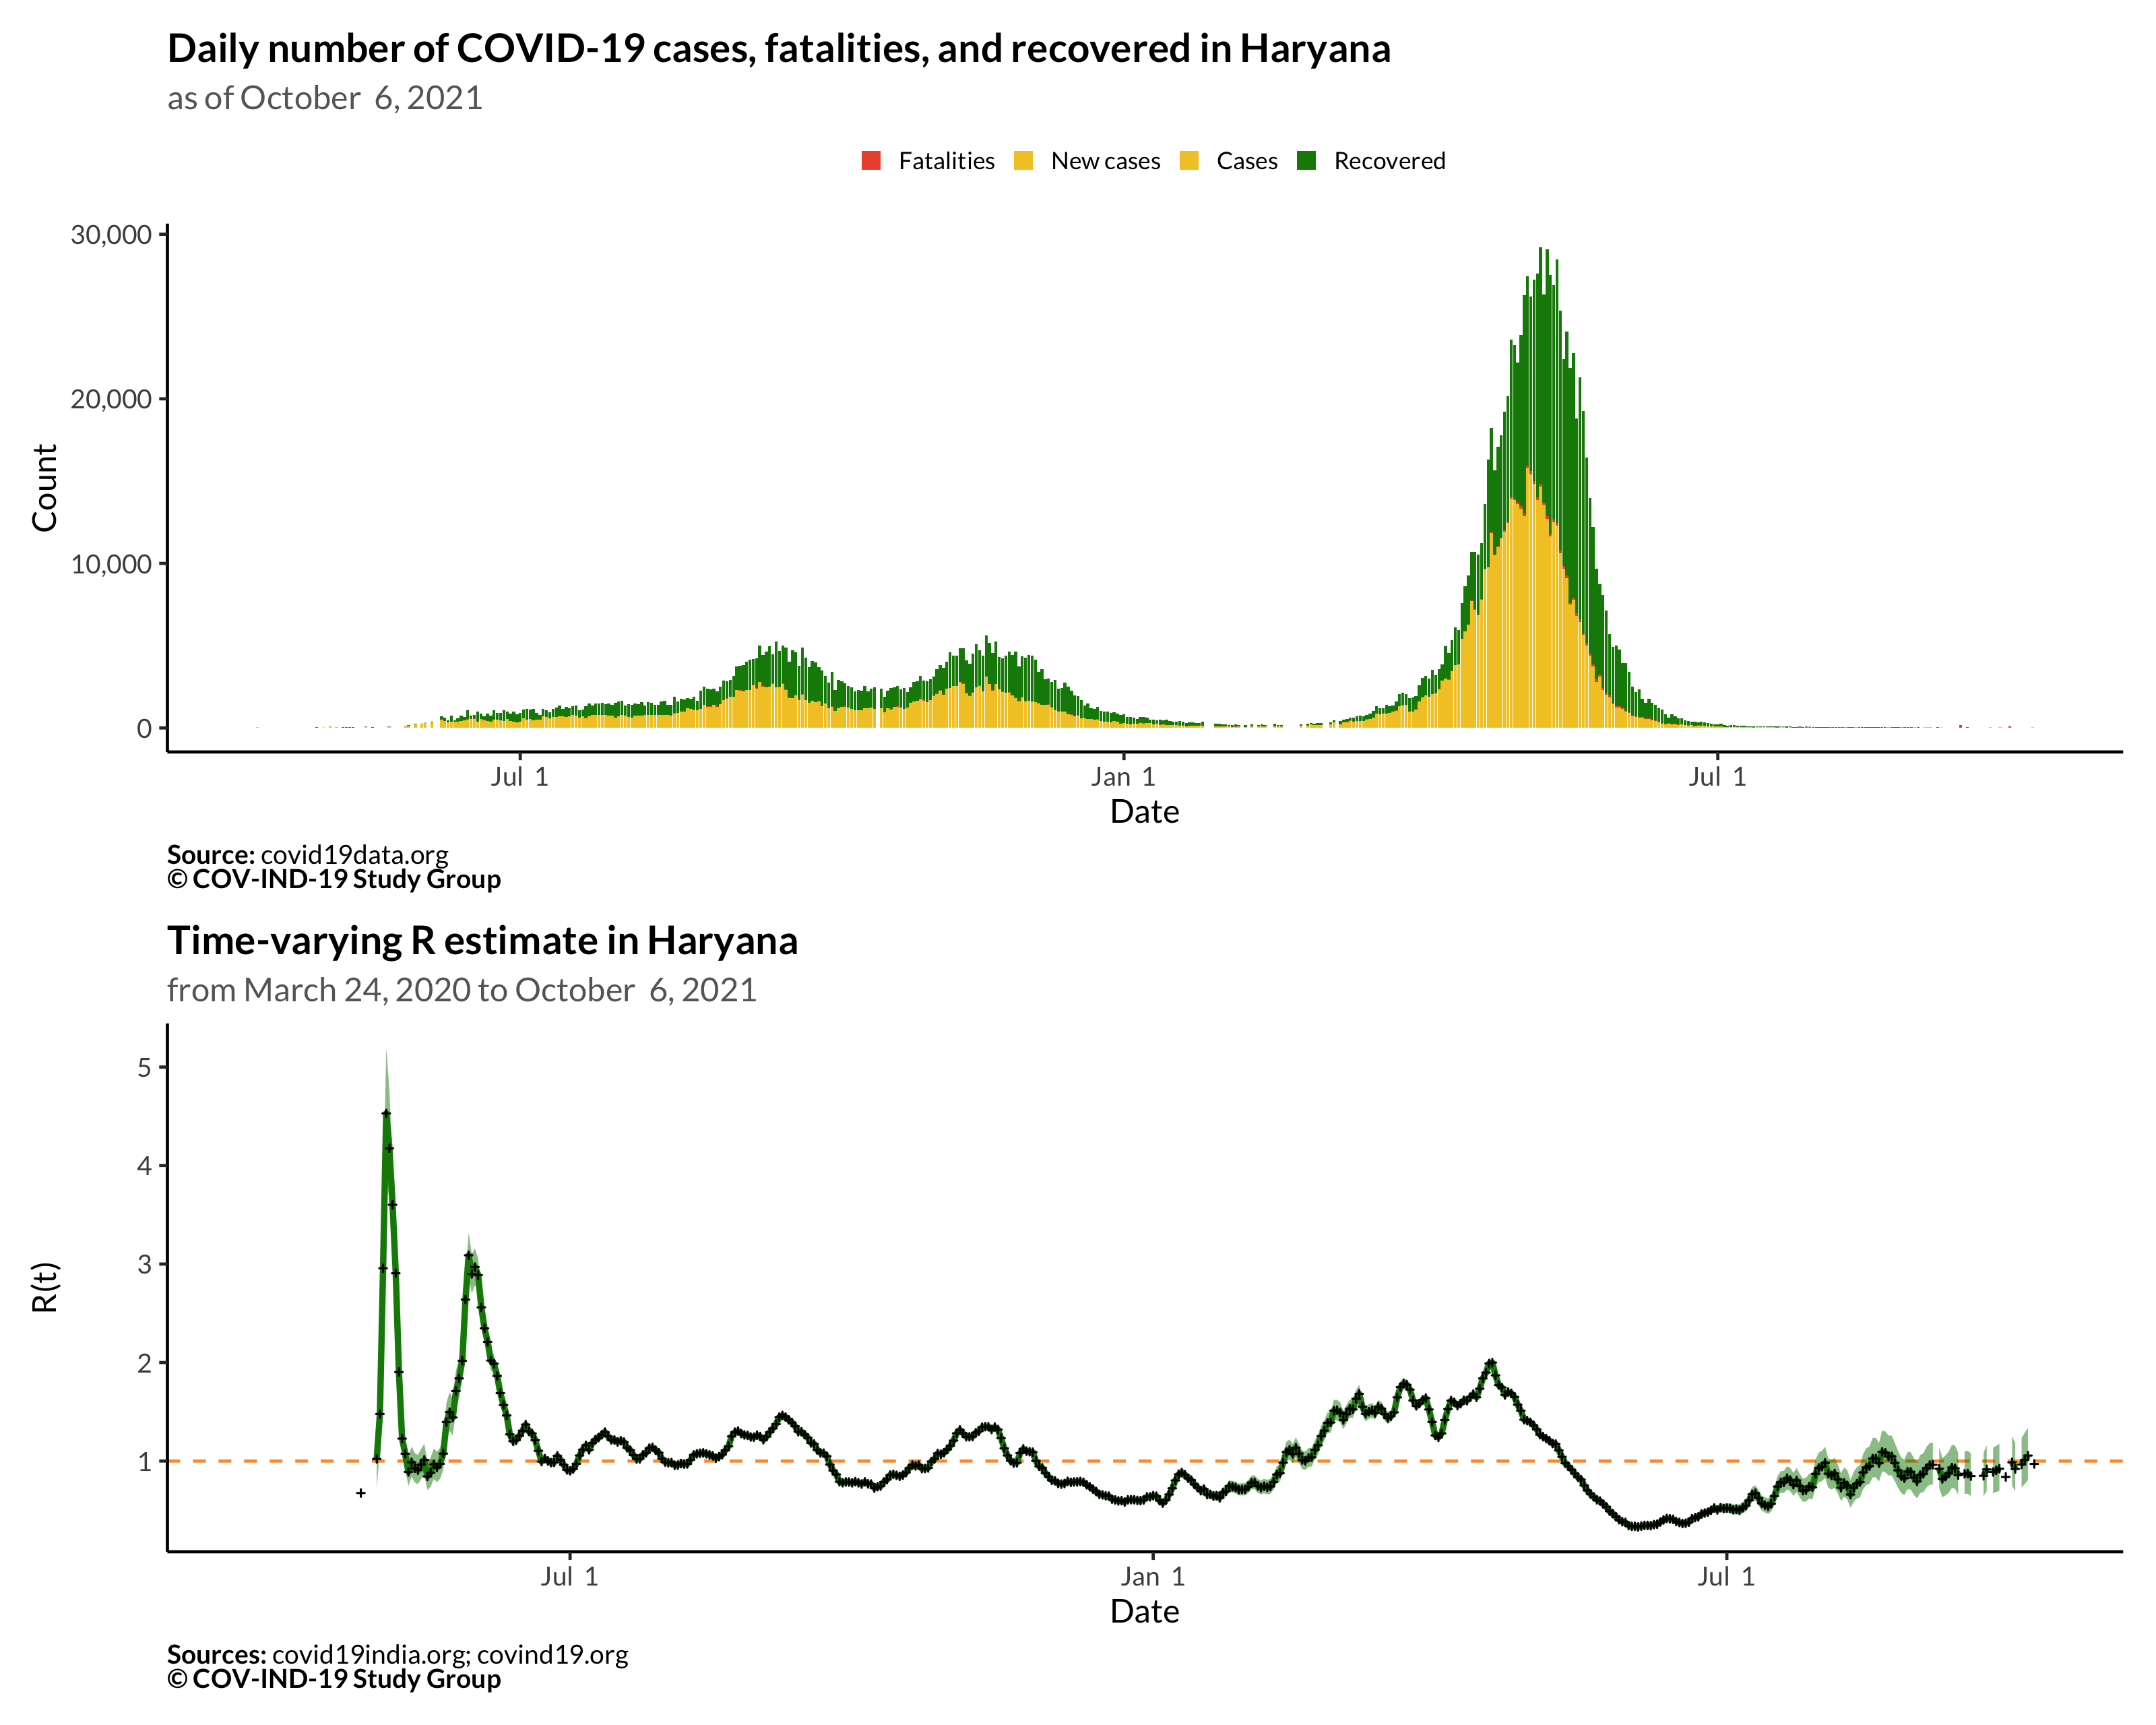 Daily number of COVID-19 cases, fatalities, and recovered in Haryana
as of October 6, 2021
Fatalities New cases Cases Recovered
30,000
20,000
10,000
0
Count
Jul 1 Jan 1 Jul 1
Date
Source: covid19data.org
© COV-IND-19 Study Group
Time-varying R estimate in Haryana
from March 24, 2020 to October 6, 2021
5
4
3
2
1
R(t)
Jul 1 Jan 1 Jul 1
Date
Sources: covid19india.org; covind19.org
© COV-IND-19 Study Group